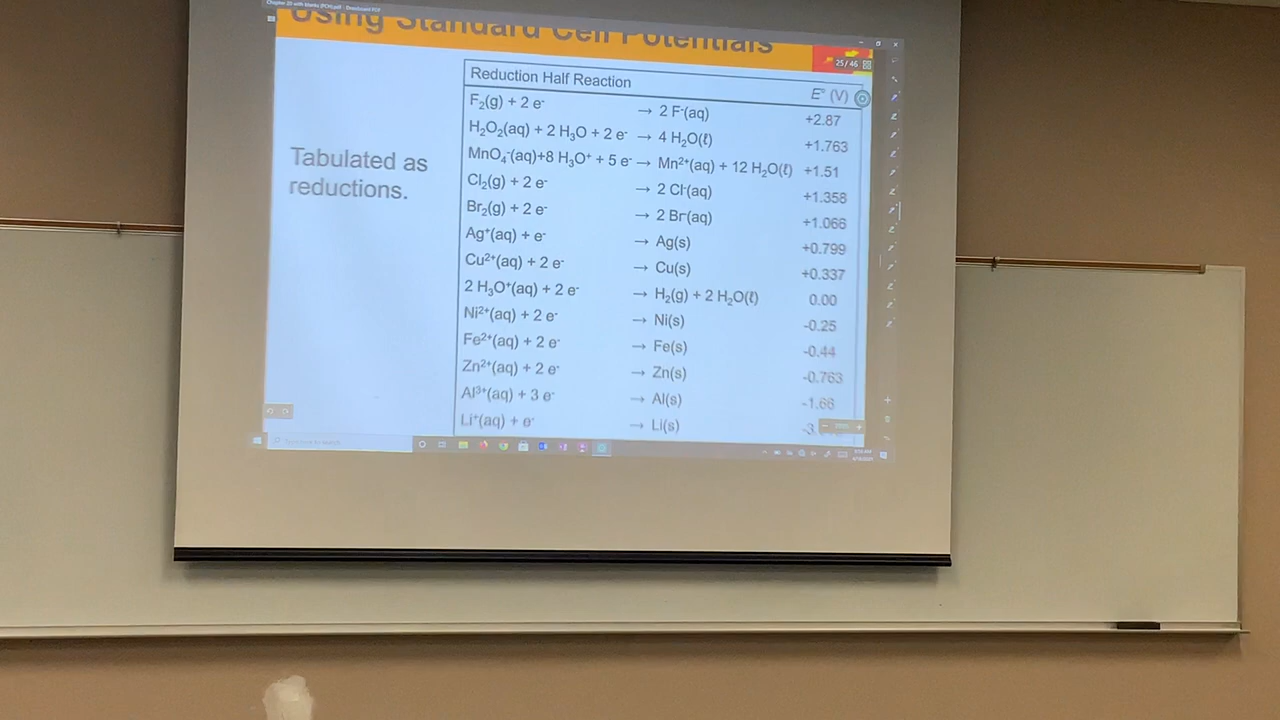 Using Standard Cell Potentials
25 / 46
Tabulated as
reductions.
Reduction Half Reaction E° (V)
F₂(g) + 2 e⁻ → 2 F⁻(aq) +2.87
H₂O₂(aq) + 2 H₃O + 2 e⁻ → 4 H₂O(ℓ) +1.763
MnO₄⁻(aq)+8 H₃O⁺ + 5 e⁻ → Mn²⁺(aq) + 12 H₂O(ℓ) +1.51
Cl₂(g) + 2 e⁻ → 2 Cl⁻(aq) +1.358
Br₂(g) + 2 e⁻ → 2 Br⁻(aq) +1.066
Ag⁺(aq) + e⁻ → Ag(s) +0.799
Cu²⁺(aq) + 2 e⁻ → Cu(s) +0.337
2 H₃O⁺(aq) + 2 e⁻ → H₂(g) + 2 H₂O(ℓ) 0.00
Ni²⁺(aq) + 2 e⁻ → Ni(s) -0.25
Fe²⁺(aq) + 2 e⁻ → Fe(s) -0.44
Zn²⁺(aq) + 2 e⁻ → Zn(s) -0.763
Al³⁺(aq) + 3 e⁻ → Al(s) -1.66
Li⁺(aq) + e⁻ → Li(s)